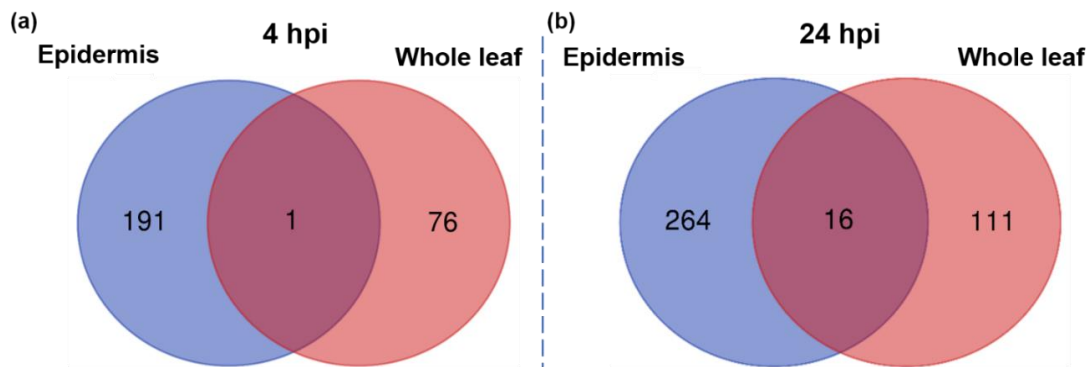 (a)
4 hpi
Epidermis
Whole leaf
191
1
76
(b)
24 hpi
Epidermis
Whole leaf
264
16
111